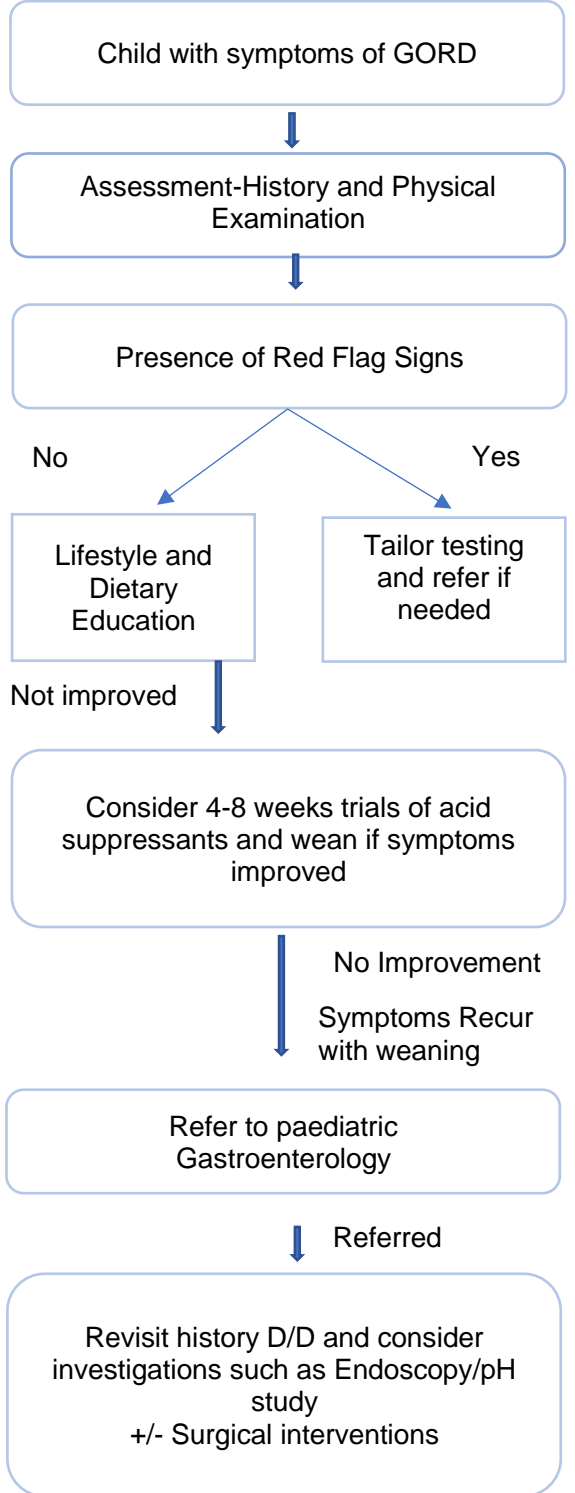 Child with symptoms of GORD
Assessment-History and Physical
Examination
Presence of Red Flag Signs
No
Yes
Lifestyle and
Dietary
Education
Tailor testing
and refer if
needed
Not improved
Consider 4-8 weeks trials of acid
suppressants and wean if symptoms
improved
No Improvement
Symptoms Recur
with weaning
Refer to paediatric
Gastroenterology
Referred
Revisit history D/D and consider
investigations such as Endoscopy/pH
study
+/- Surgical interventions